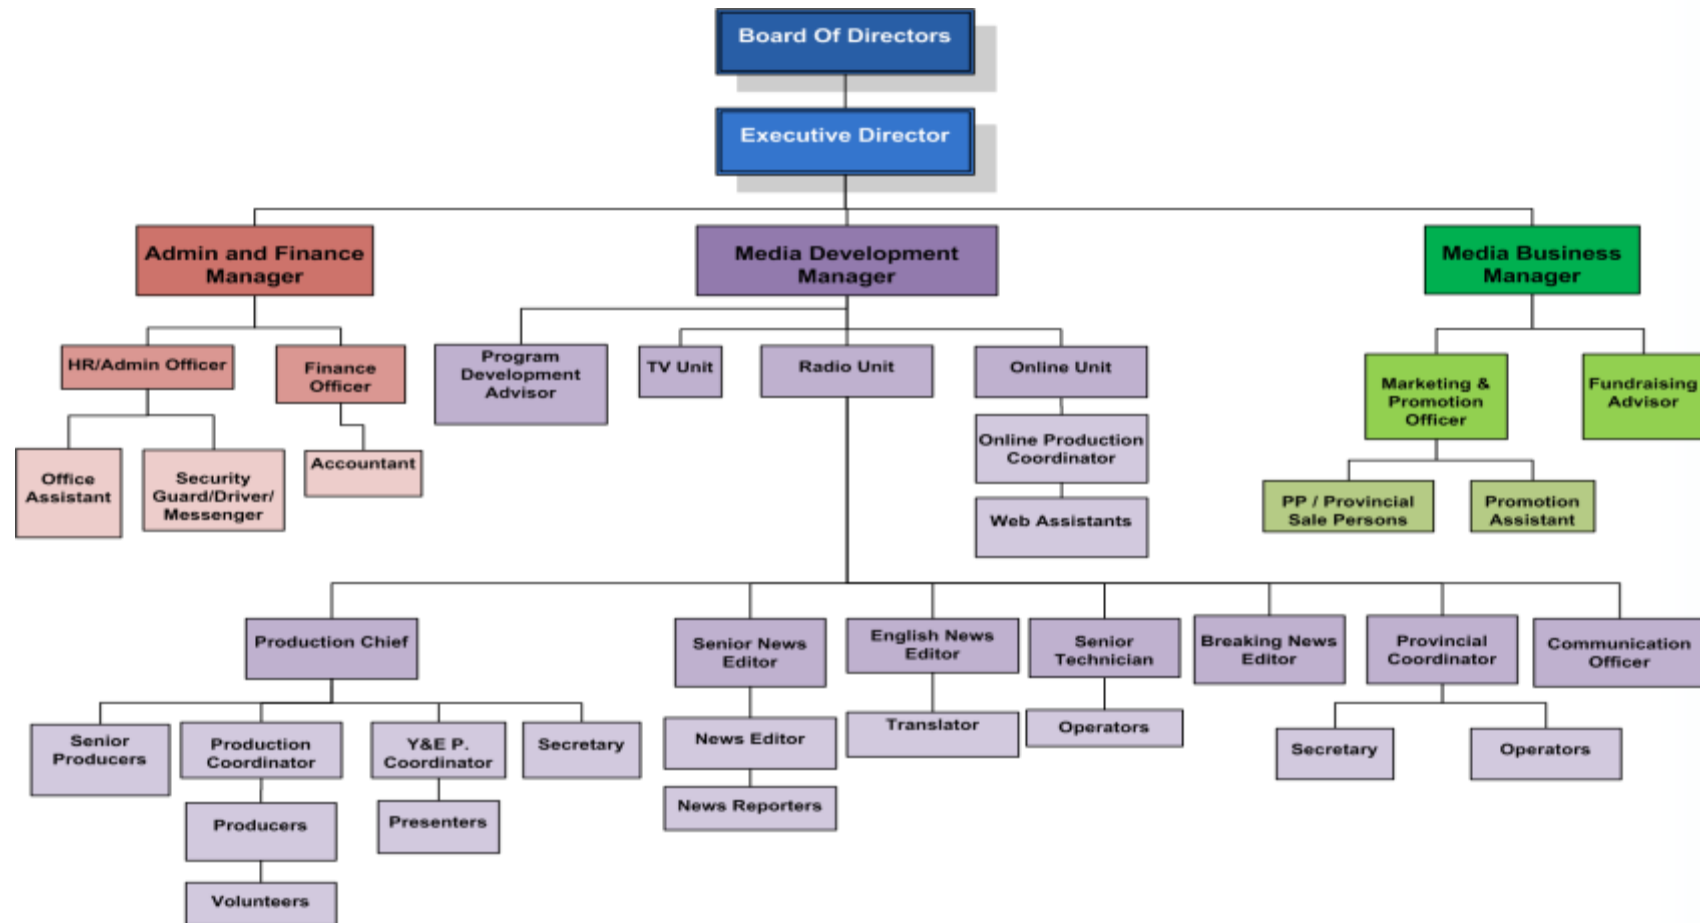 Board Of Directors
Executive Director
Admin and Finance
Manager
Media Development
Manager
Media Business
Manager
HR/Admin Officer
Finance
Officer
Program
Development
Advisor
TV Unit
Radio Unit
Online Unit
Marketing &
Promotion
Officer
Fundraising
Advisor
Office
Assistant
Security
Guard/Driver/
Messenger
Accountant
Online Production
Coordinator
Web Assistants
PP / Provincial
Sale Persons
Promotion
Assistant
Production Chief
Senior News
Editor
English News
Editor
Senior
Technician
Breaking News
Editor
Provincial
Coordinator
Communication
Officer
Senior
Producers
Production
Coordinator
Y&E P.
Coordinator
Secretary
News Editor
Translator
Operators
Secretary
Operators
Producers
Presenters
News Reporters
Volunteers